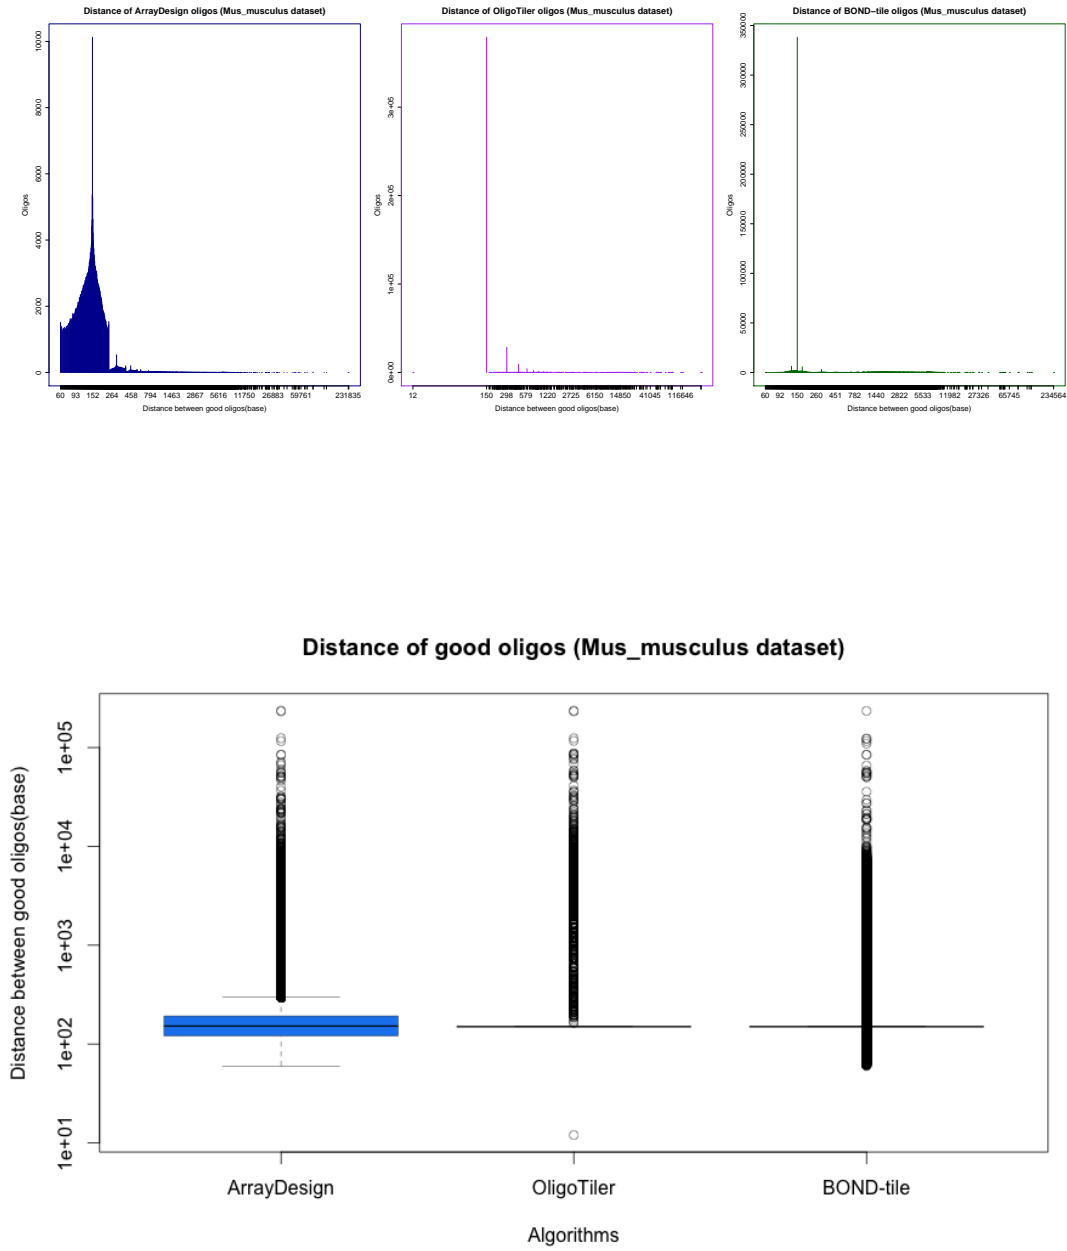 Distance of ArrayDesign oligos (Mus_musculus dataset)
Oligos
0 2000 4000 6000 8000 10000
60 93 152 264 458 794 1463 2867 5616 11750 26883 59761 231835
Distance between good oligos(base)
Distance of OligoTiler oligos (Mus_musculus dataset)
Oligos
0e+00 1e+05 2e+05 3e+05
12 150 298 579 1220 2725 6150 14850 41045 116646
Distance between good oligos(base)
Distance of BOND−tile oligos (Mus_musculus dataset)
Oligos
0 50000 100000 150000 200000 250000 300000 350000
60 92 150 260 451 782 1440 2822 5533 11982 27326 65745 234564
Distance between good oligos(base)
Distance of good oligos (Mus_musculus dataset)
Distance between good oligos(base)
1e+01 1e+02 1e+03 1e+04 1e+05
ArrayDesign OligoTiler BOND-tile
Algorithms